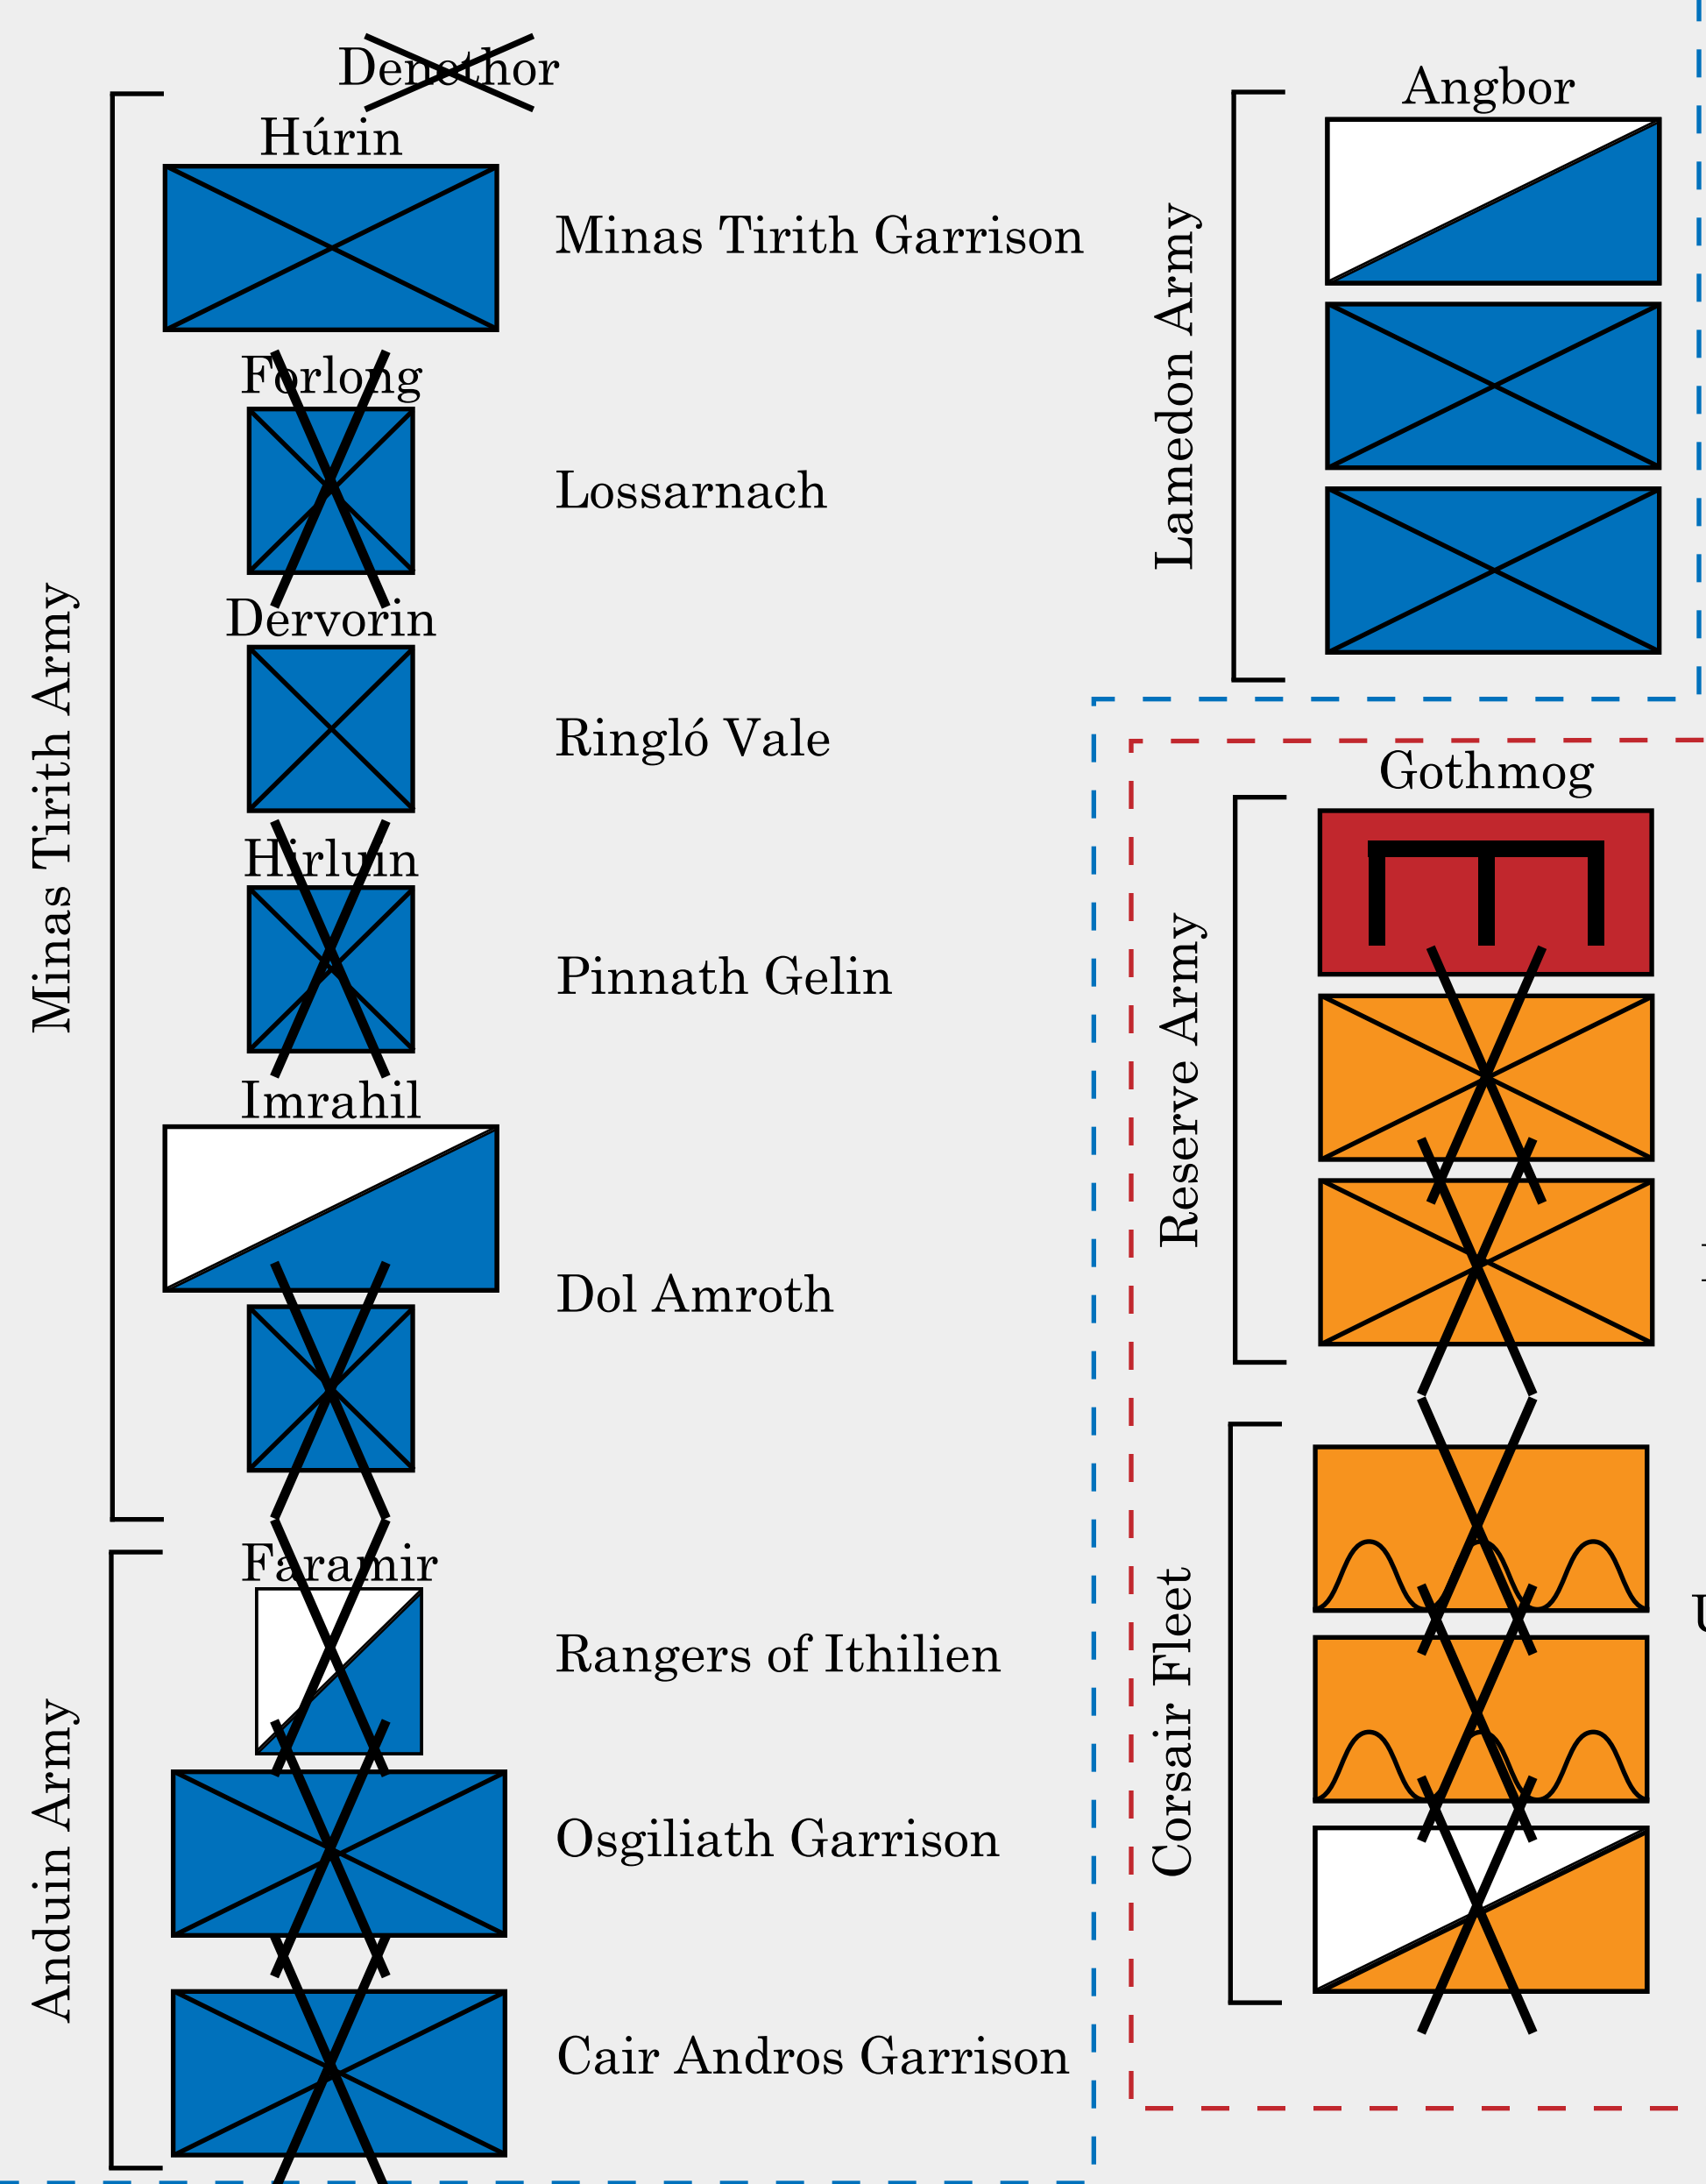 Denethor
Húrin
Minas Tirith Garrison
Forlong
Lossarnach
Dervorin
Ringló Vale
Hirluin
Pinnath Gelin
Imrahil
Dol Amroth
Minas Tirith Army
Faramir
Rangers of Ithilien
Osgiliath Garrison
Cair Andros Garrison
Anduin Army
Angbor
Lamedon Army
Gothmog
Reserve Army
Corsair Fleet